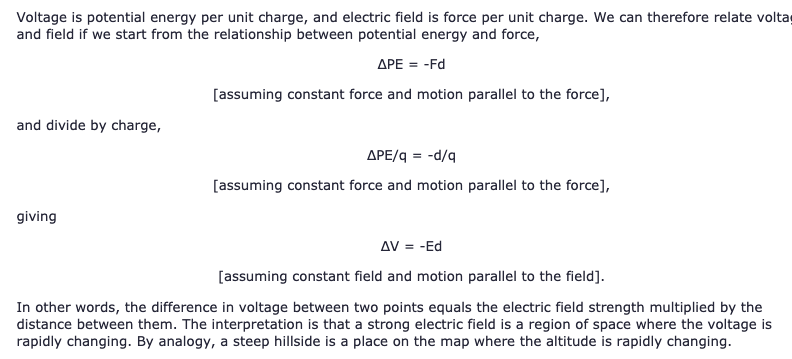 Voltage is potential energy per unit charge, and electric field is force per unit charge. We can therefore relate
and field if we start from the relationship between potential energy and force,
ΔPE = -Fd
[assuming constant force and motion parallel to the force],
and divide by charge,
ΔPE/q = -d/q
[assuming constant force and motion parallel to the force],
giving
ΔV = -Ed
[assuming constant field and motion parallel to the field].
In other words, the difference in voltage between two points equals the electric field strength multiplied by the
distance between them. The interpretation is that a strong electric field is a region of space where the voltage is
rapidly changing. By analogy, a steep hillside is a place on the map where the altitude is rapidly changing.